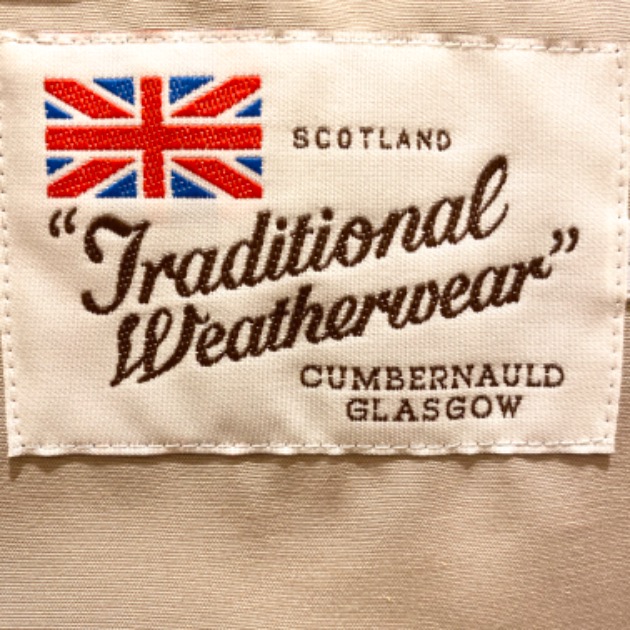 SCOTLAND
“Traditional
Weatherwear”
CUMBERNAULD
GLASGOW